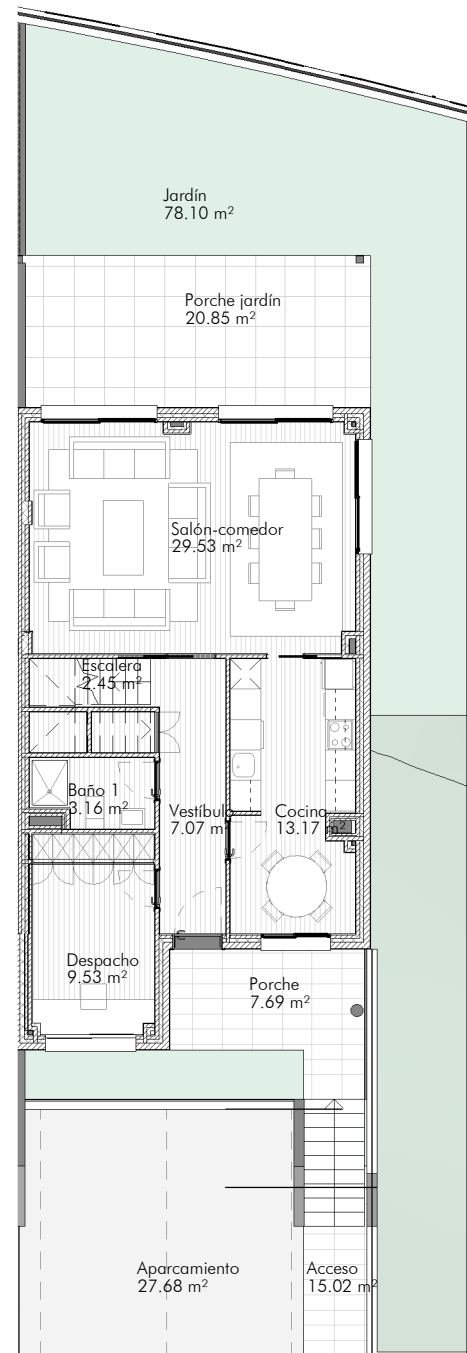 Jardín
78.10 m²
Porche jardín
20.85 m²
Salón-comedor
29.53 m²
Escalera
2.45 m²
Baño 1
3.16 m²
Vestíbulo
7.07 m²
Cocina
13.17 m²
Despacho
9.53 m²
Porche
7.69 m²
Aparcamiento
27.68 m²
Acceso
15.02 m²